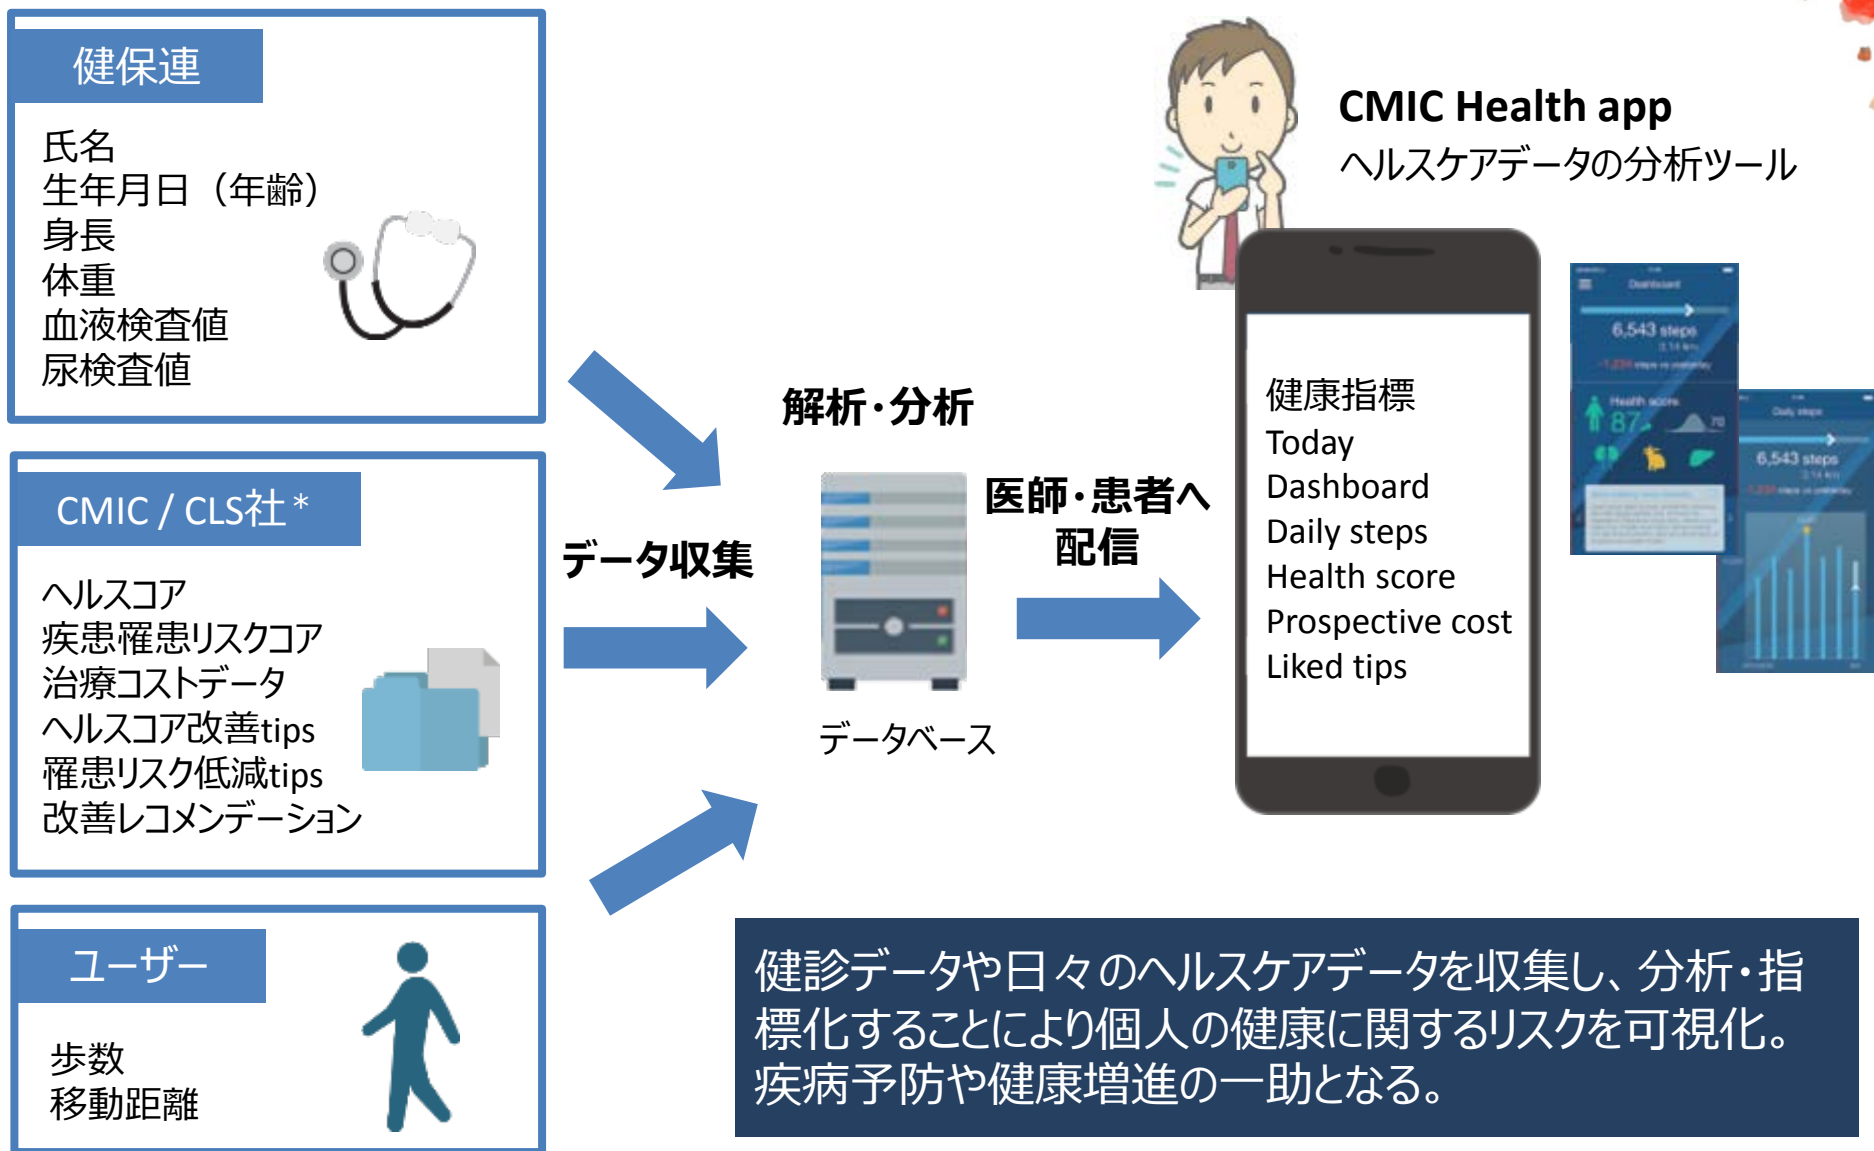 健保連
氏名
生年月日（年齢）
身長
体重
血液検査値
尿検査値
CMIC / CLS社*
ヘルスコア
疾患罹患リスクコア
治療コストデータ
ヘルスコア改善tips
罹患リスク低減tips
改善レコメンデーション
ユーザー
歩数
移動距離
データ収集
解析・分析
データベース
医師・患者へ
配信
CMIC Health app
ヘルスケアデータの分析ツール
健康指標
Today
Dashboard
Daily steps
Health score
Prospective cost
Liked tips
Dashboard
6,543 steps
Health score
87
70
Daily steps
6,543 steps
健診データや日々のヘルスケアデータを収集し、分析・指
標化することにより個人の健康に関するリスクを可視化。
疾病予防や健康増進の一助となる。